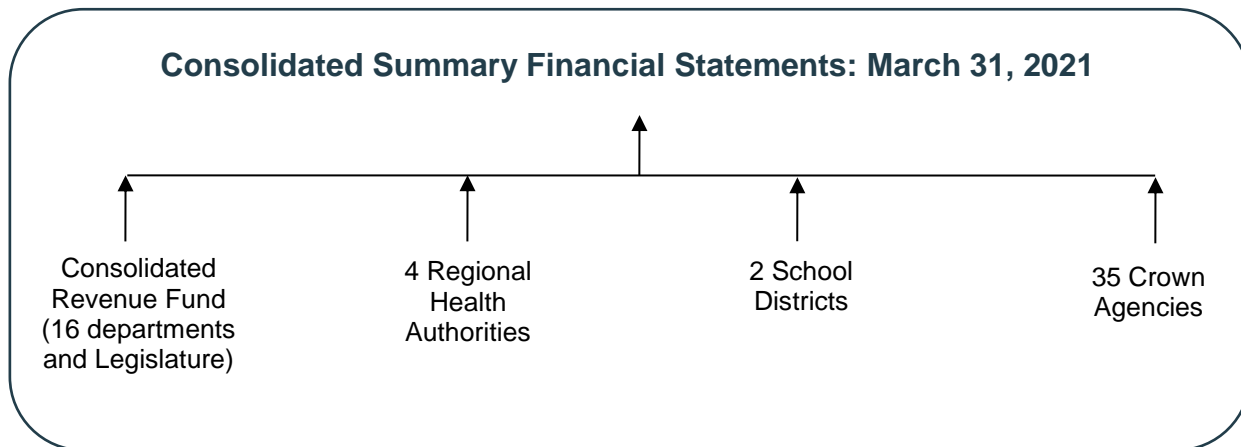 Consolidated Summary Financial Statements: March 31, 2021
Consolidated
Revenue Fund
(16 departments
and Legislature)
4 Regional
Health
Authorities
2 School
Districts
35 Crown
Agencies